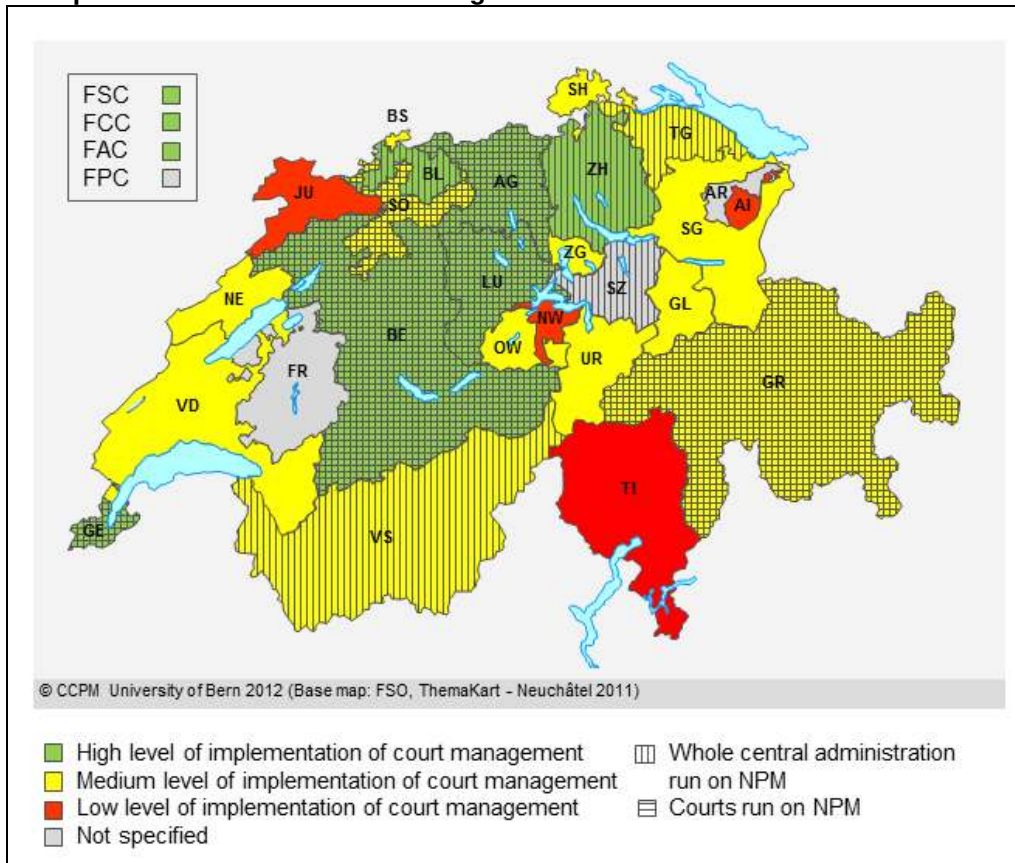 FSC
FCC
FAC
FPC
SH
BS
TG
BL
ZH
AG
JU
SO
AR
AI
SG
ZG
LU
SZ
NE
GL
NW
BE
OW
UR
FR
GR
VD
TI
GE
VS
© CCPM University of Bern 2012 (Base map: FSO, ThemaKart – Neuchâtel 2011)
High level of implementation of court management
Medium level of implementation of court management
Low level of implementation of court management
Not specified
Whole central administration
run on NPM
Courts run on NPM